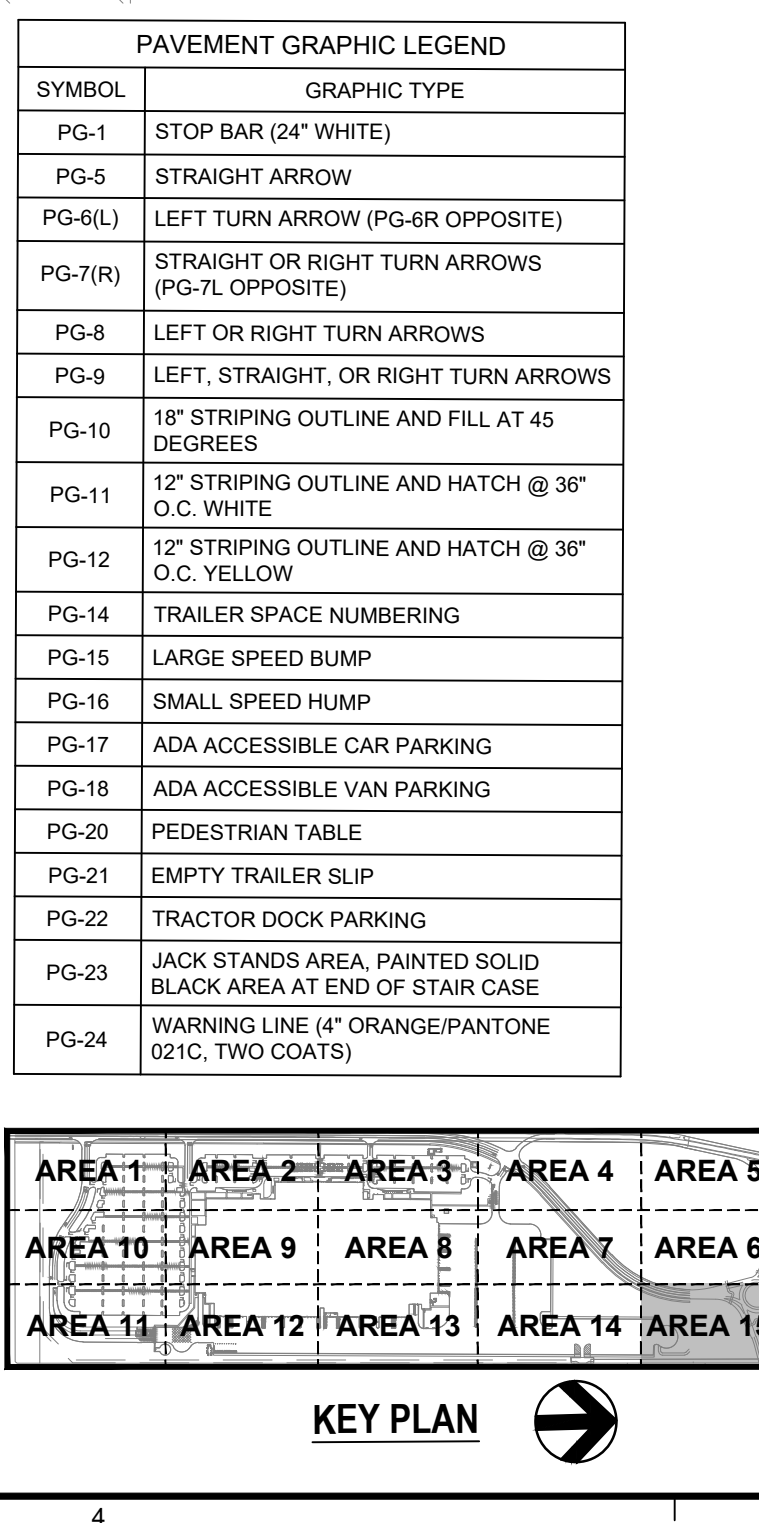 PAVEMENT GRAPHIC LEGEND
SYMBOL GRAPHIC TYPE
PG-1 STOP BAR (24" WHITE)
PG-5 STRAIGHT ARROW
PG-6(L) LEFT TURN ARROW (PG-6R OPPOSITE)
PG-7(R) STRAIGHT OR RIGHT TURN ARROWS
(PG-7L OPPOSITE)
PG-8 LEFT OR RIGHT TURN ARROWS
PG-9 LEFT, STRAIGHT, OR RIGHT TURN ARROWS
PG-10 18" STRIPING OUTLINE AND FILL AT 45
DEGREES
PG-11 12" STRIPING OUTLINE AND HATCH @ 36"
O.C. WHITE
PG-12 12" STRIPING OUTLINE AND HATCH @ 36"
O.C. YELLOW
PG-14 TRAILER SPACE NUMBERING
PG-15 LARGE SPEED BUMP
PG-16 SMALL SPEED HUMP
PG-17 ADA ACCESSIBLE CAR PARKING
PG-18 ADA ACCESSIBLE VAN PARKING
PG-20 PEDESTRIAN TABLE
PG-21 EMPTY TRAILER SLIP
PG-22 TRACTOR DOCK PARKING
PG-23 JACK STANDS AREA, PAINTED SOLID
BLACK AREA AT END OF STAIR CASE
PG-24 WARNING LINE (4" ORANGE/PANTONE
021C, TWO COATS)
AREA 1 AREA 2 AREA 3 AREA 4 AREA 5
AREA 10 AREA 9 AREA 8 AREA 7 AREA 6
AREA 11 AREA 12 AREA 13 AREA 14 AREA 15
KEY PLAN
4